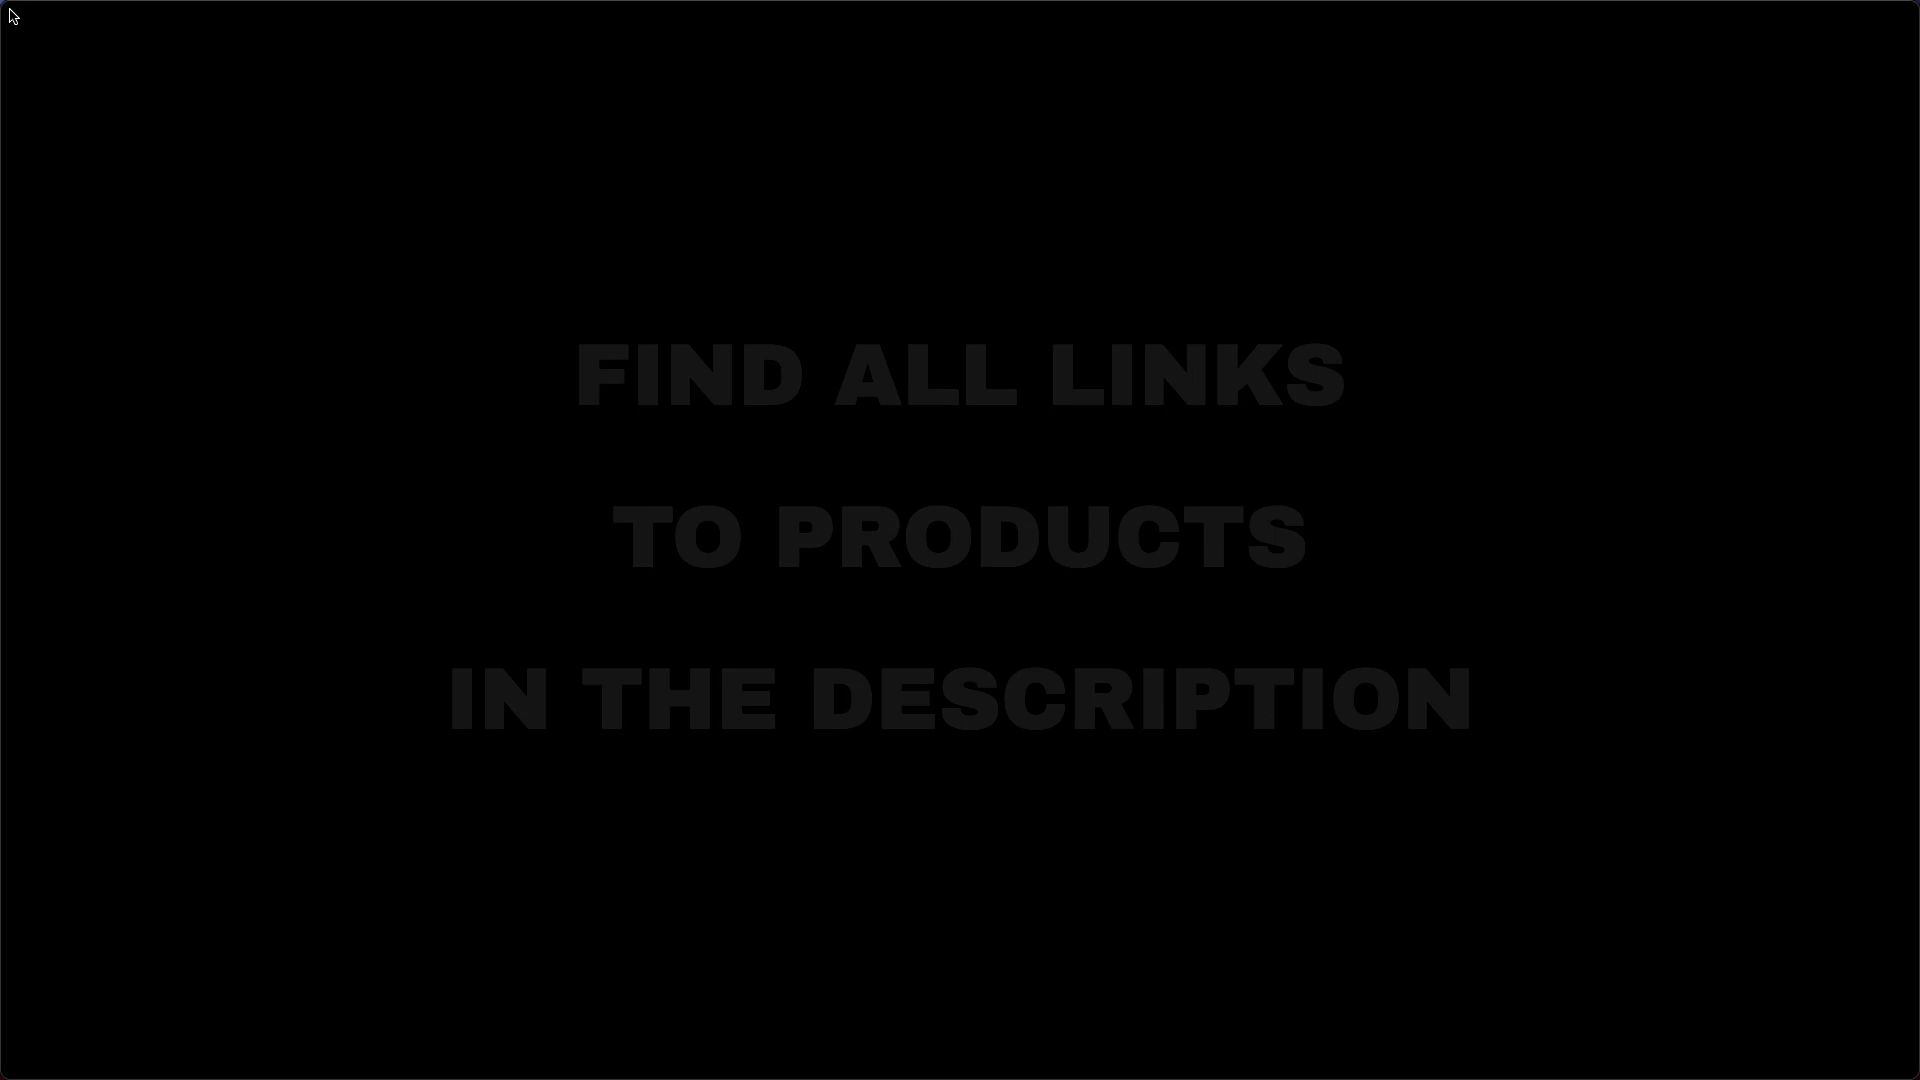 FIND ALL LINKS
TO PRODUCTS
IN THE DESCRIPTION